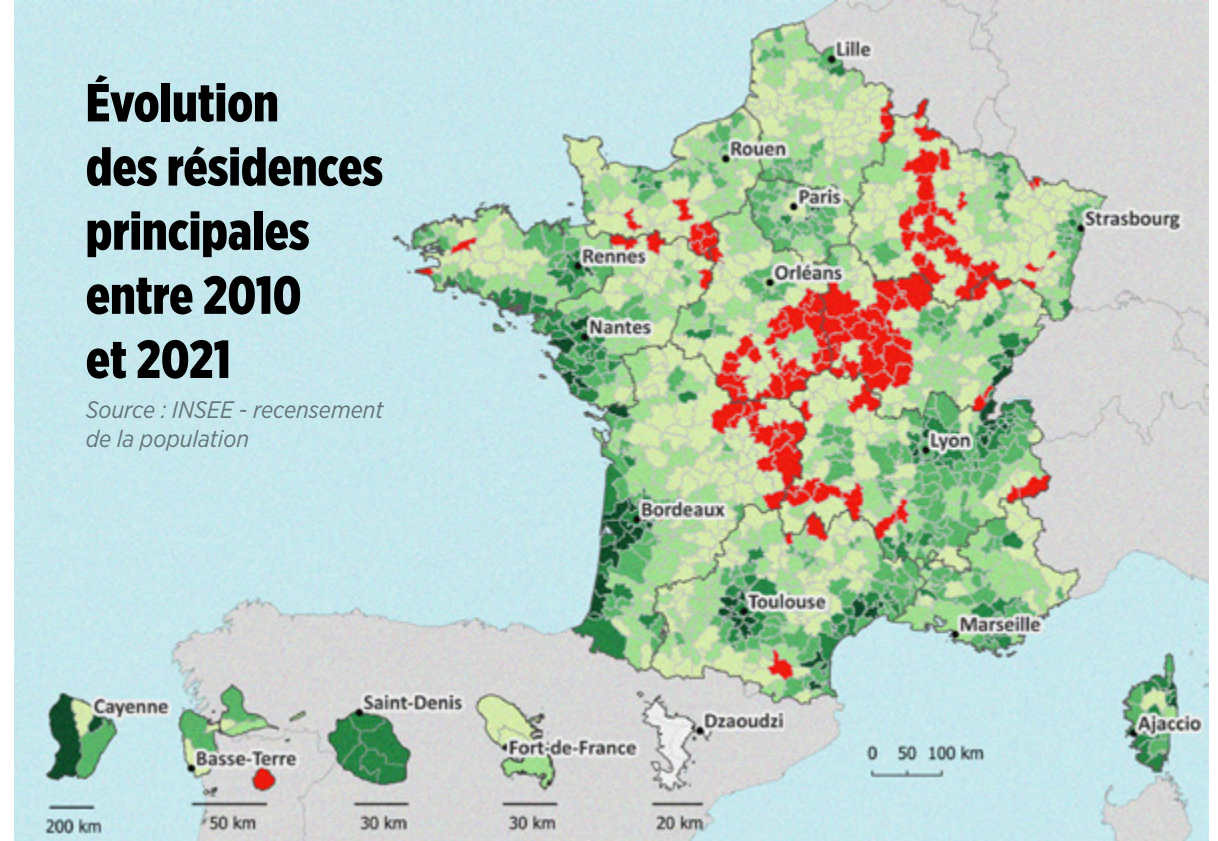 Évolution
des résidences
principales
entre 2010
et 2021
Source : INSEE - recensement
de la population
Lille
Rouen
Paris
Strasbourg
Rennes
Orléans
Nantes
Lyon
Bordeaux
Toulouse
Marseille
Cayenne
Saint-Denis
Dzaoudzi
Ajaccio
Fort-de-France
Basse-Terre
0 50 100 km
200 km
50 km
30 km
30 km
20 km